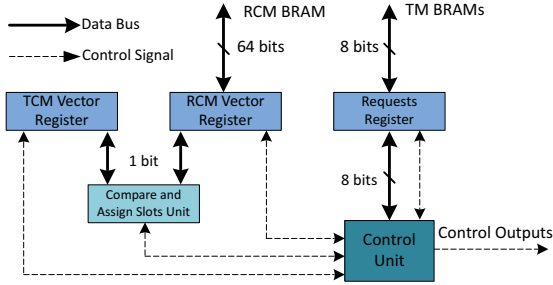 RCM BRAM
TM BRAMs
Data Bus
Control Signal
64 bits
8 bits
TCM Vector
Register
RCM Vector
Register
Requests
Register
1 bit
8 bits
Compare and
Assign Slots Unit
Control
Unit
Control Outputs